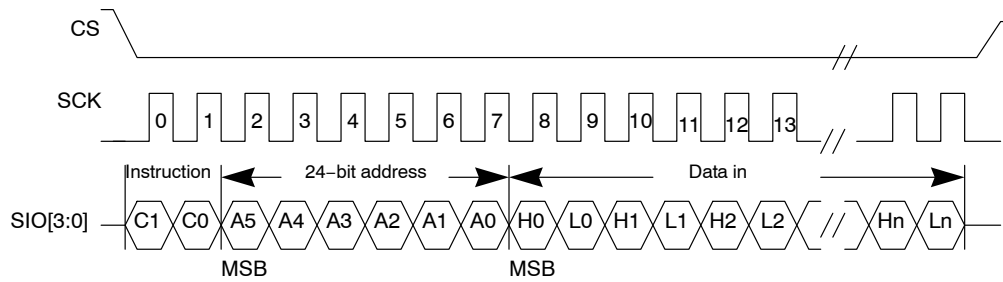 CS
SCK
0 1 2 3 4 5 6 7 8 9 10 11 12 13
Instruction 24−bit address Data in
SIO[3:0] C1 C0 A5 A4 A3 A2 A1 A0 H0 L0 H1 L1 H2 L2 Hn Ln
MSB MSB